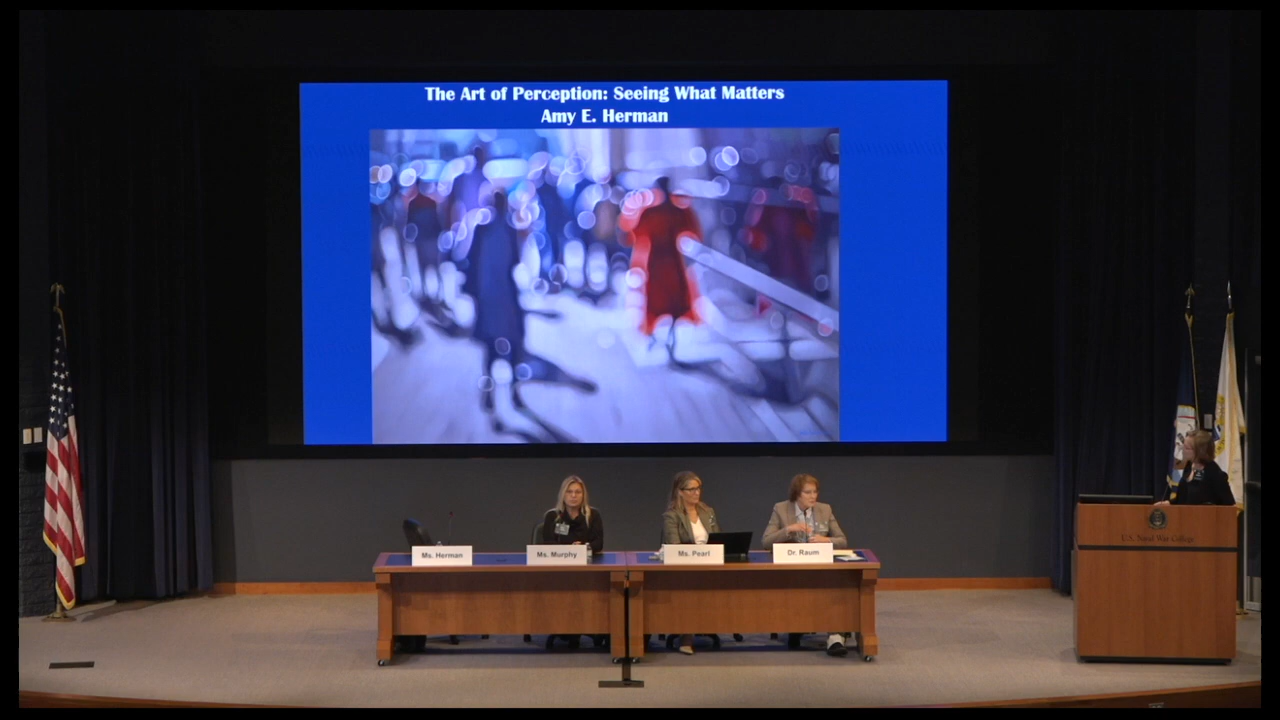 The Art of Perception: Seeing What Matters
Amy E. Herman
Ms. Herman
Ms. Murphy
Ms. Pearl
Dr. Raum
U.S. Naval War College